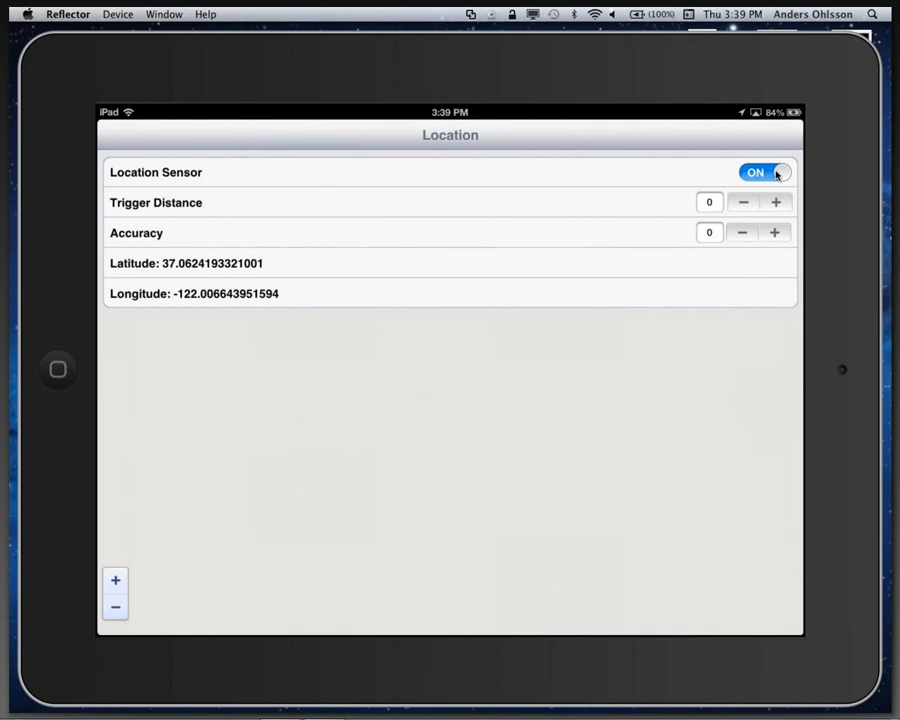 Reflector Device Window Help (100%) Thu 3:39 PM Anders Ohlsson
iPad 3:39 PM 84%
Location
Location Sensor ON
Trigger Distance 0 − +
Accuracy 0 − +
Latitude: 37.0624193321001
Longitude: -122.006643951594
+
−